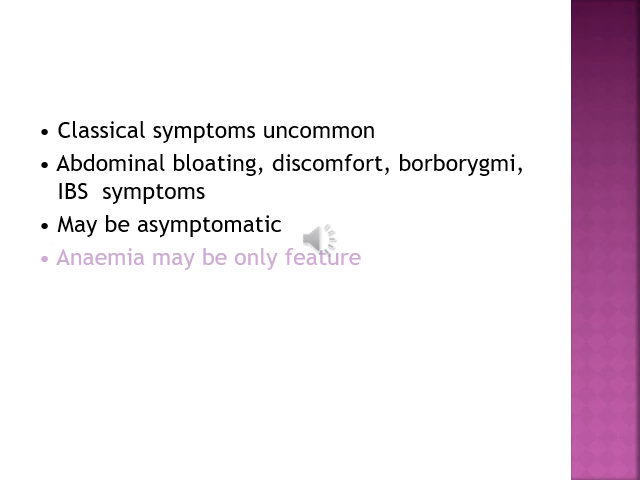 • Classical symptoms uncommon
• Abdominal bloating, discomfort, borborygmi,
IBS  symptoms
• May be asymptomatic
• Anaemia may be only feature